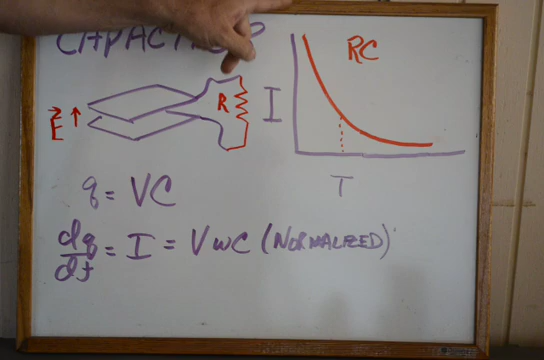 CAPACITOR
R
E
I
RC
T
q = VC
dq/dt = I = VwC (NORMALIZED)